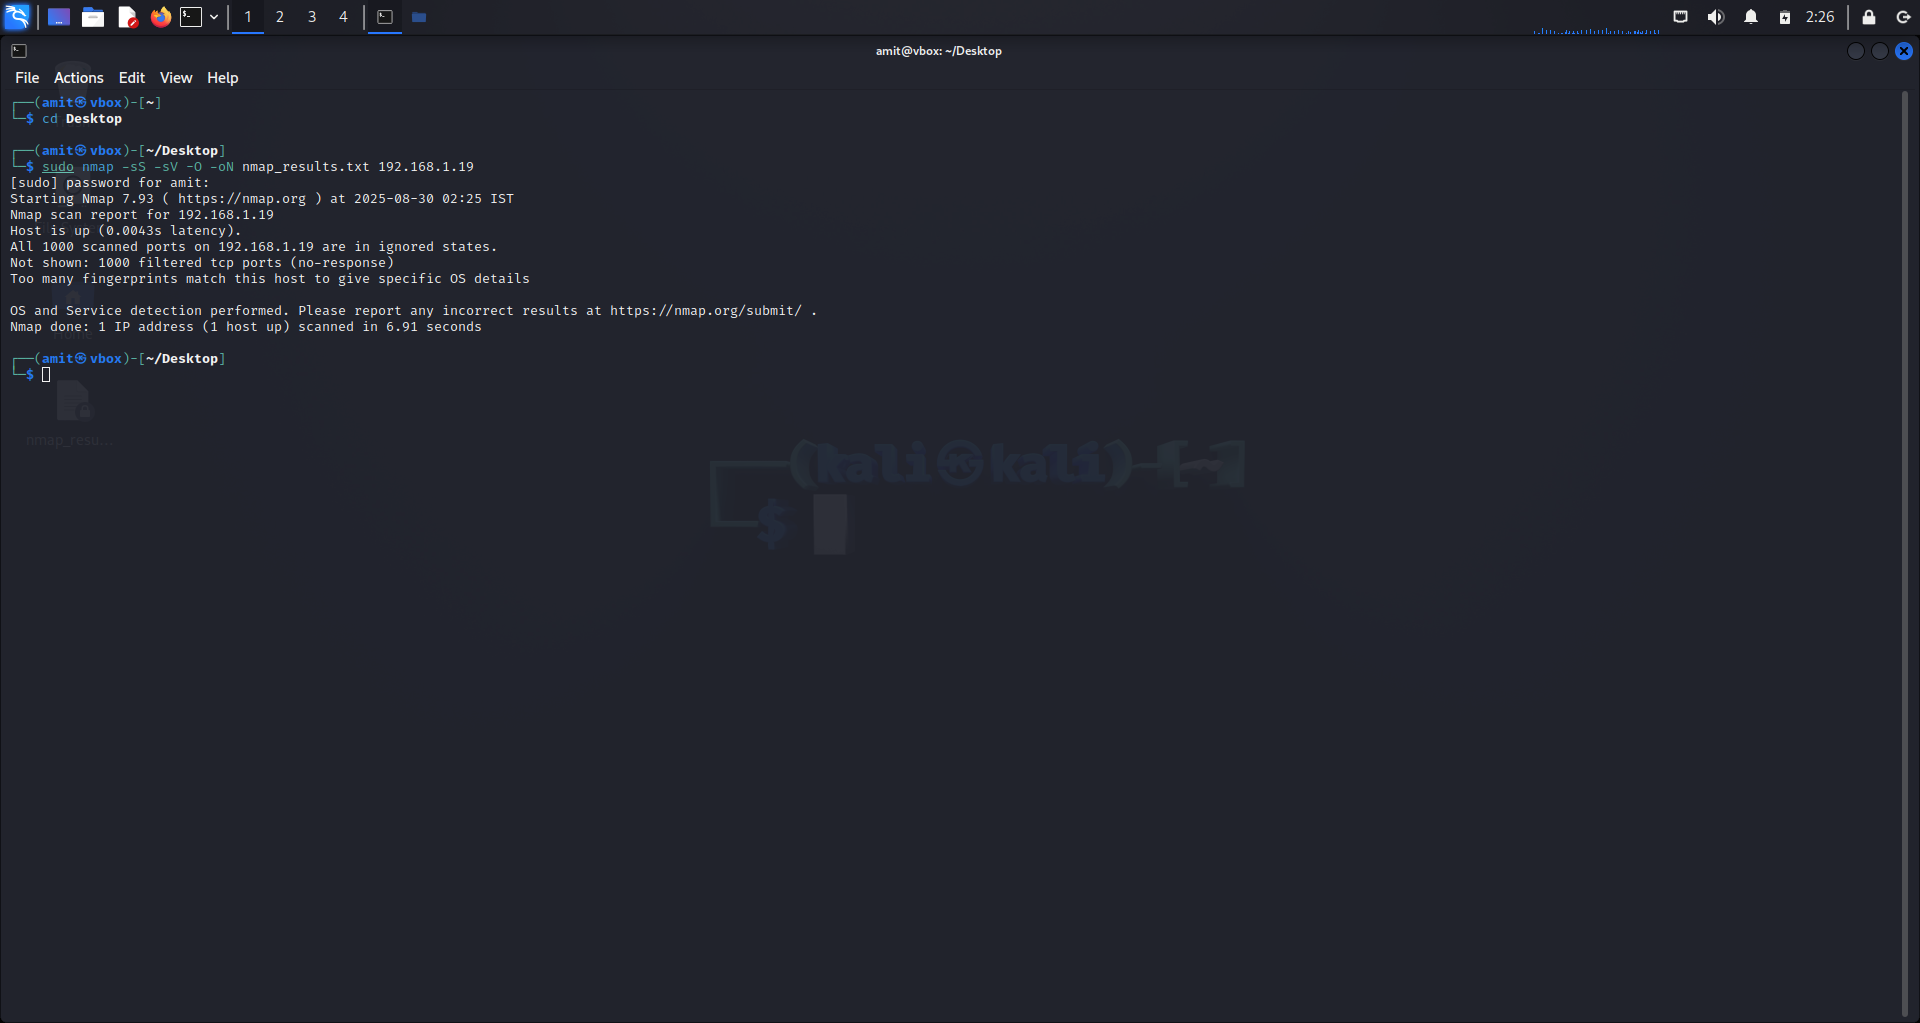 1 2 3 4 2:26
amit@vbox: ~/Desktop
File Actions Edit View Help
┌──(amit㉿vbox)-[~]
└─$ cd Desktop
┌──(amit㉿vbox)-[~/Desktop]
└─$ sudo nmap -sS -sV -O -oN nmap_results.txt 192.168.1.19
[sudo] password for amit:
Starting Nmap 7.93 ( https://nmap.org ) at 2025-08-30 02:25 IST
Nmap scan report for 192.168.1.19
Host is up (0.0043s latency).
All 1000 scanned ports on 192.168.1.19 are in ignored states.
Not shown: 1000 filtered tcp ports (no-response)
Too many fingerprints match this host to give specific OS details
OS and Service detection performed. Please report any incorrect results at https://nmap.org/submit/ .
Nmap done: 1 IP address (1 host up) scanned in 6.91 seconds
Home
┌──(amit㉿vbox)-[~/Desktop]
└─$
nmap_resu...
┌──(kali㉿kali)-[~]
└─$